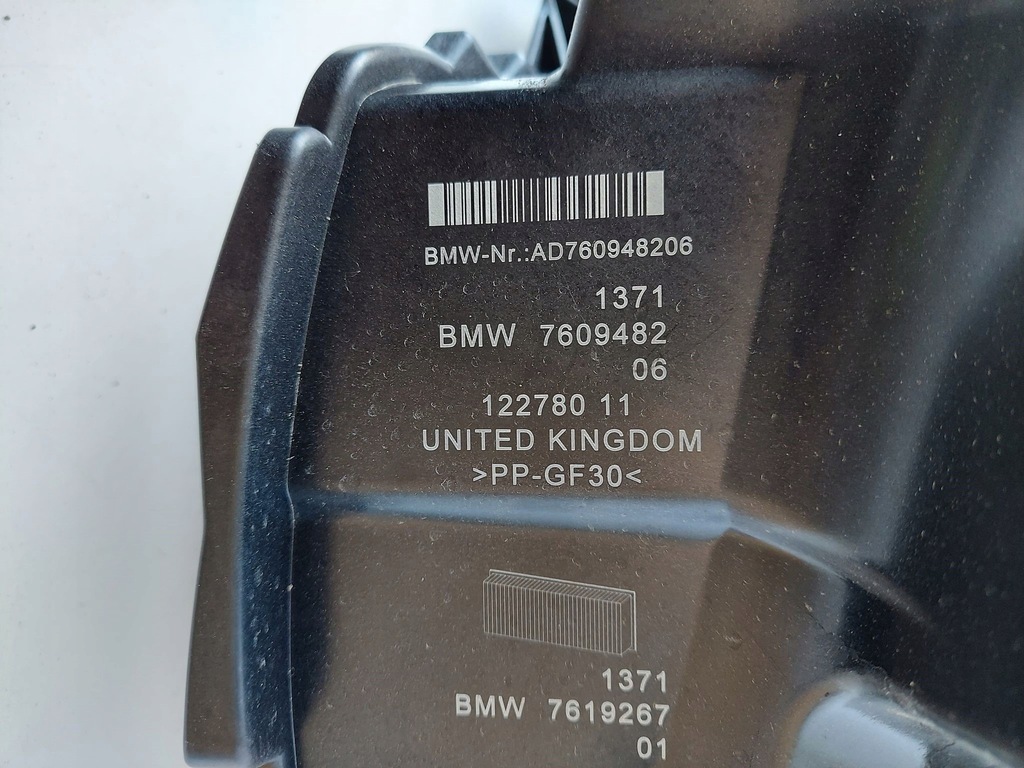 BMW-Nr.:AD760948206
1371
BMW 7609482
06
122780 11
UNITED KINGDOM
>PP-GF30<
1371
BMW 7619267
01